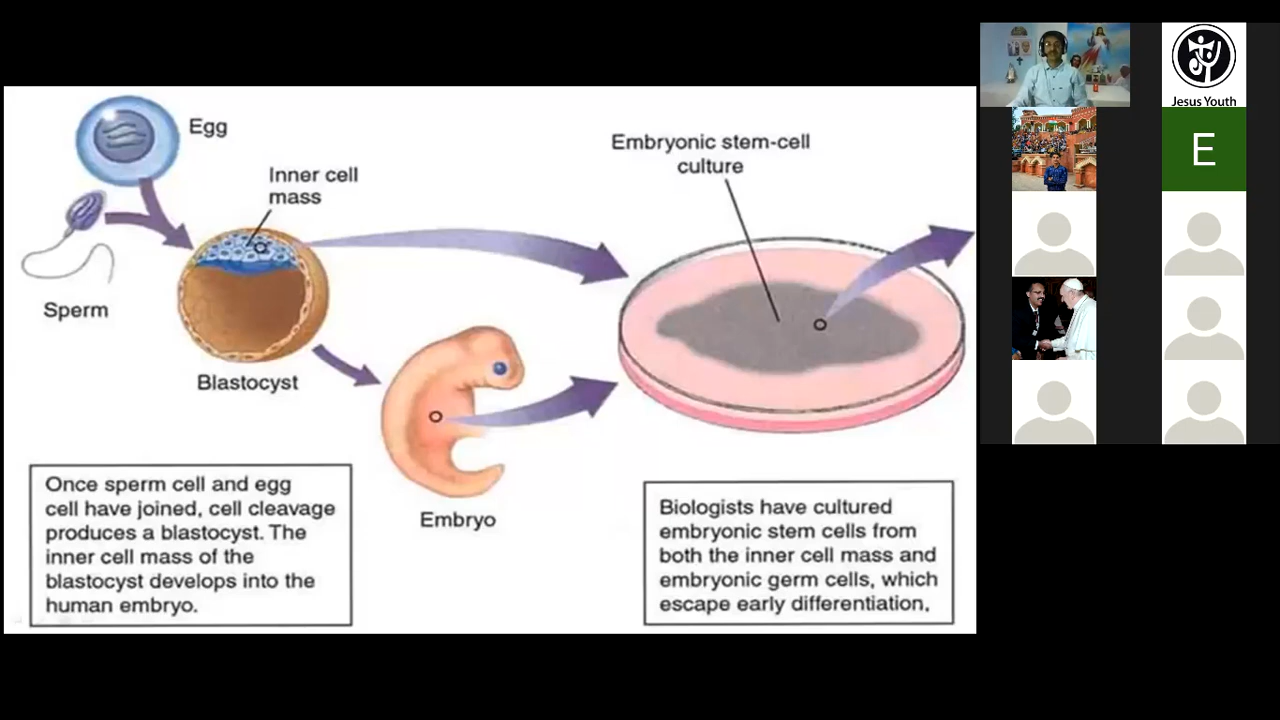 Egg
Inner cell
mass
Sperm
Blastocyst
Embryo
Embryonic stem-cell
culture
Once sperm cell and egg
cell have joined, cell cleavage
produces a blastocyst. The
inner cell mass of the
blastocyst develops into the
human embryo.
Biologists have cultured
embryonic stem cells from
both the inner cell mass and
embryonic germ cells, which
escape early differentiation,
Jesus Youth
E